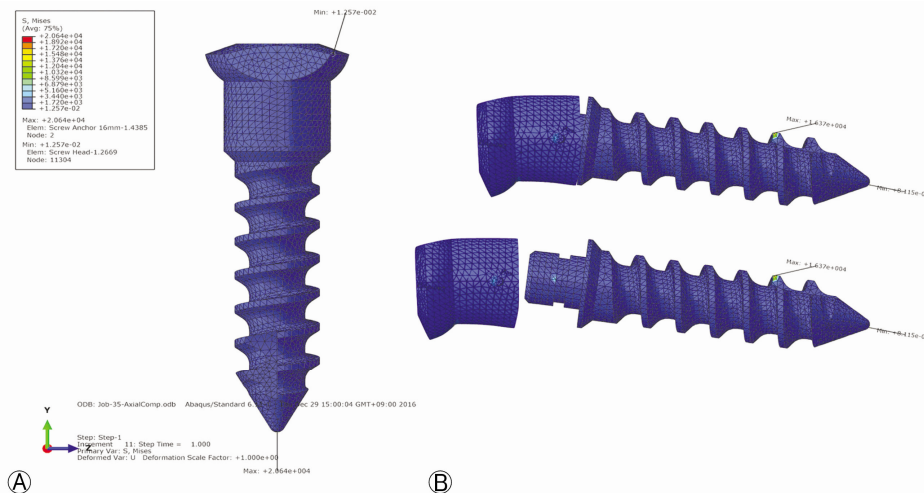 S, Mises
(Avg: 75%)
+2.064e+04
+1.892e+04
+1.720e+04
+1.548e+04
+1.376e+04
+1.204e+04
+1.032e+04
+8.599e+03
+6.879e+03
+5.160e+03
+3.440e+03
+1.720e+03
+1.257e-02
Max: +2.064e+04
Elem: Screw Anchor 16mm-1.4385
Node: 2
Min: +1.257e-02
Elem: Screw Head-1.2669
Node: 11304
Min: +1.257e-002
Max: +1.637e+004
Max: +1.637e+004
ODB: Job-35-AxialComp.odb Abaqus/Standard 29 15:00:04 GMT+09:00 2016
Y
Z
Step: Step-1
Increment 11: Step Time = 1.000
Primary Var: S, Mises
Deformed Var: U Deformation Scale Factor: +1.000e+00
Max: +2.064e+004
A
B